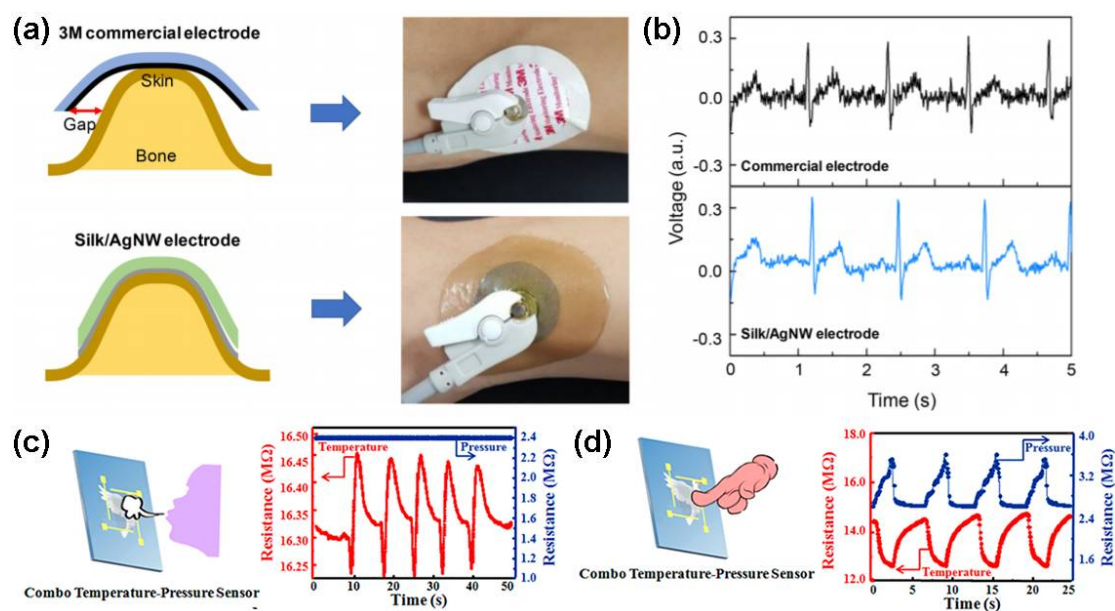 (a)
3M commercial electrode
Skin
Gap
Bone
Silk/AgNW electrode
3M
(b)
0.3
0.0
-0.3
Commercial electrode
0.3
0.0
-0.3
Silk/AgNW electrode
Voltage (a.u.)
0 1 2 3 4 5
Time (s)
(c)
Combo Temperature-Pressure Sensor
Resistance (MΩ)
16.50
16.45
16.40
16.35
16.30
16.25
Temperature
Pressure
2.4
2.2
2.0
1.8
1.6
1.4
1.2
1.0
Resistance (MΩ)
0 10 20 30 40 50
Time (s)
(d)
Combo Temperature-Pressure Sensor
Resistance (MΩ)
18.0
16.0
14.0
12.0
Pressure
Temperature
4.0
3.2
2.4
1.6
Resistance (MΩ)
0 5 10 15 20 25
Time (s)